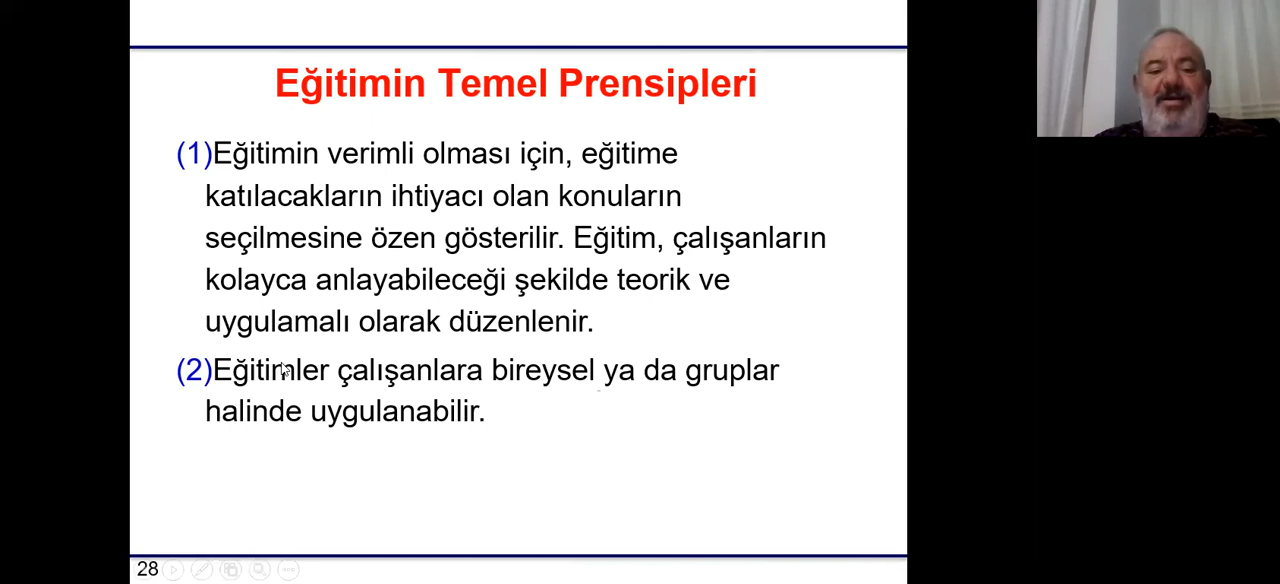 Eğitimin Temel Prensipleri
(1)Eğitimin verimli olması için, eğitime
katılacakların ihtiyacı olan konuların
seçilmesine özen gösterilir. Eğitim, çalışanların
kolayca anlayabileceği şekilde teorik ve
uygulamalı olarak düzenlenir.
(2)Eğitimler çalışanlara bireysel ya da gruplar
halinde uygulanabilir.
28